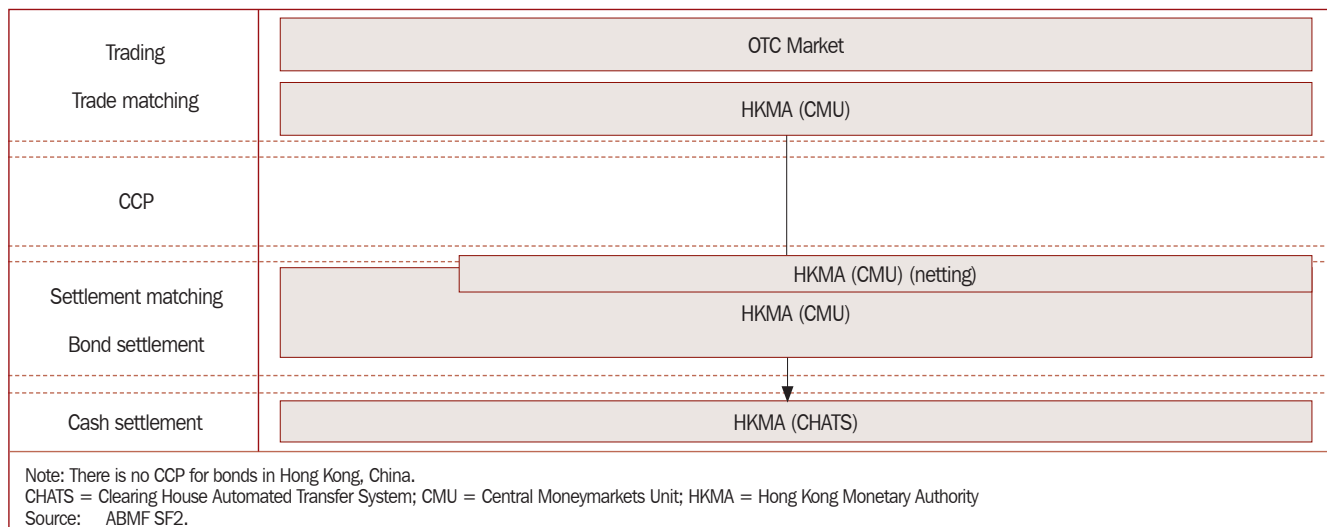 Trading
OTC Market
Trade matching
HKMA (CMU)
CCP
HKMA (CMU) (netting)
Settlement matching
HKMA (CMU)
Bond settlement
Cash settlement
HKMA (CHATS)
Note: There is no CCP for bonds in Hong Kong, China.
CHATS = Clearing House Automated Transfer System; CMU = Central Moneymarkets Unit; HKMA = Hong Kong Monetary Authority
Source: ABMF SF2.